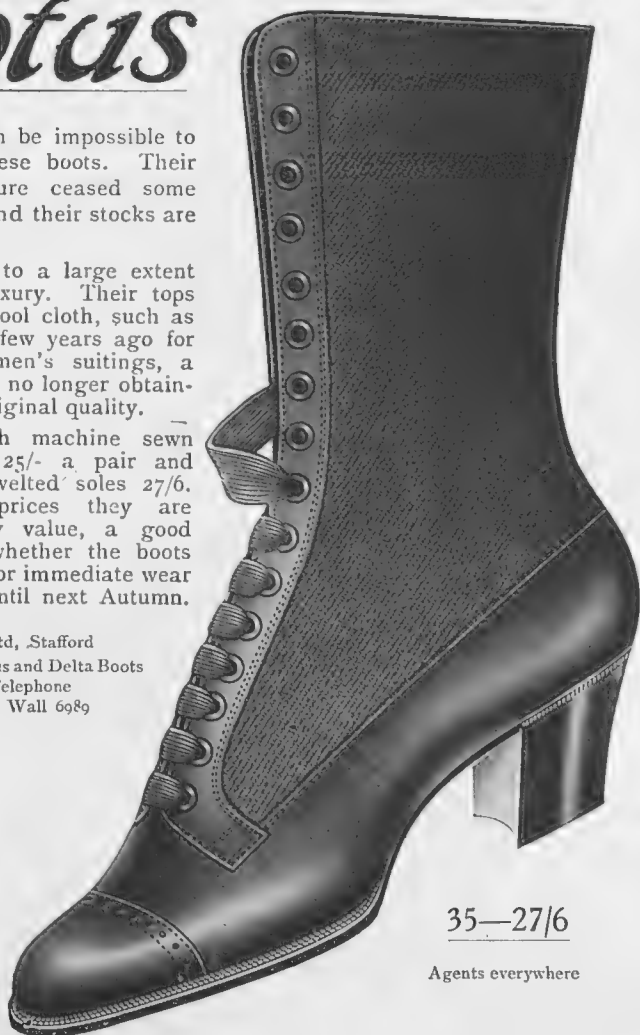 otus
n be impossible to
ese boots. Their
ure ceased some
nd their stocks are
to a large extent
xury. Their tops
ool cloth, such as
few years ago for
men's suitings, a
no longer obtain-
iginal quality.
h machine sewn
25/- a pair and
welted soles 27/6.
prices they are
value, a good
whether the boots
or immediate wear
ntil next Autumn.
td, Stafford
s and Delta Boots
elephone
Wall 6989
35—27/6
Agents everywhere